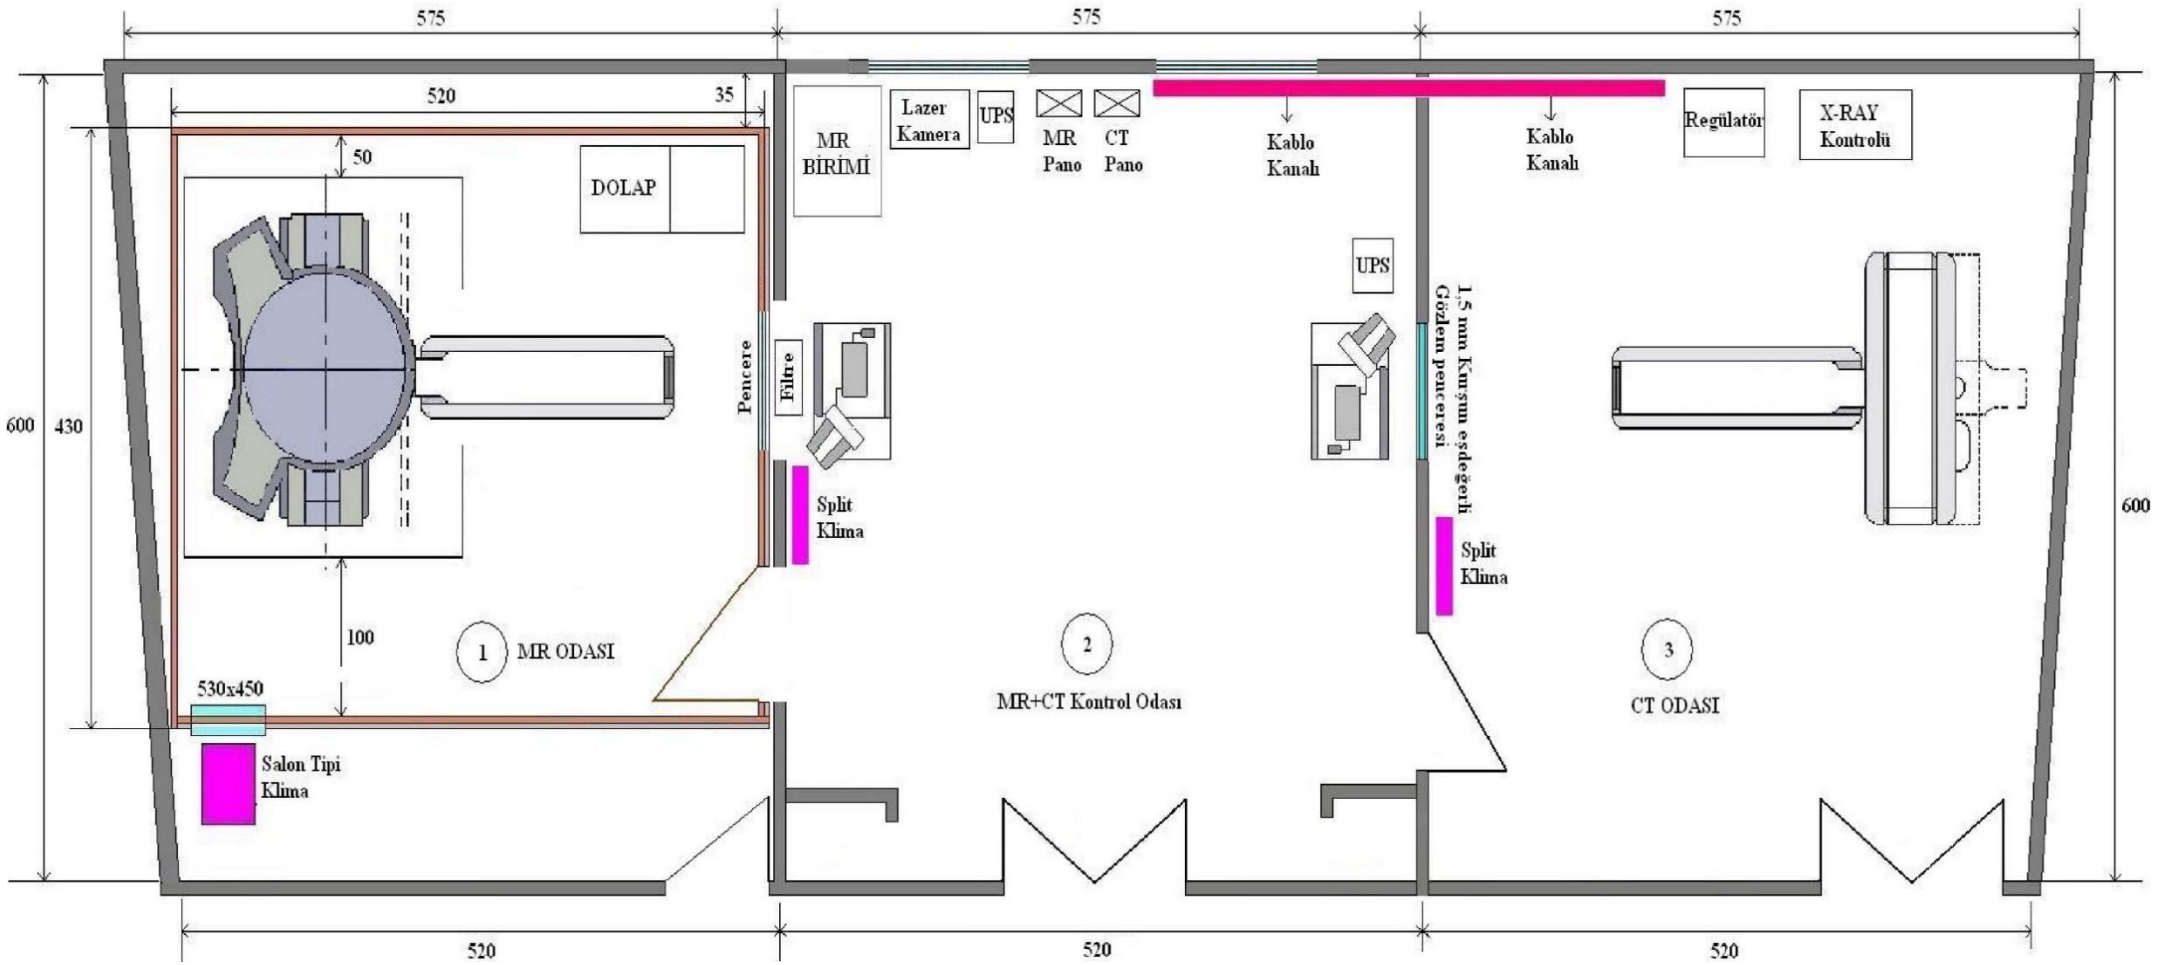 575
575
575
520
35
50
DOLAP
MR
BİRİMİ
Lazer
Kamera
UPS
MR
Pano
CT
Pano
Kablo
Kanalı
Kablo
Kanalı
Regülatör
X-RAY
Kontrolü
UPS
1,5 mm Kurşun eşdeğerli
Gözlem penceresi
Pencere
Filtre
600
430
600
Split
Klima
Split
Klima
100
1
MR ODASI
2
MR+CT Kontrol Odası
3
CT ODASI
530x450
Salon Tipi
Klima
520
520
520